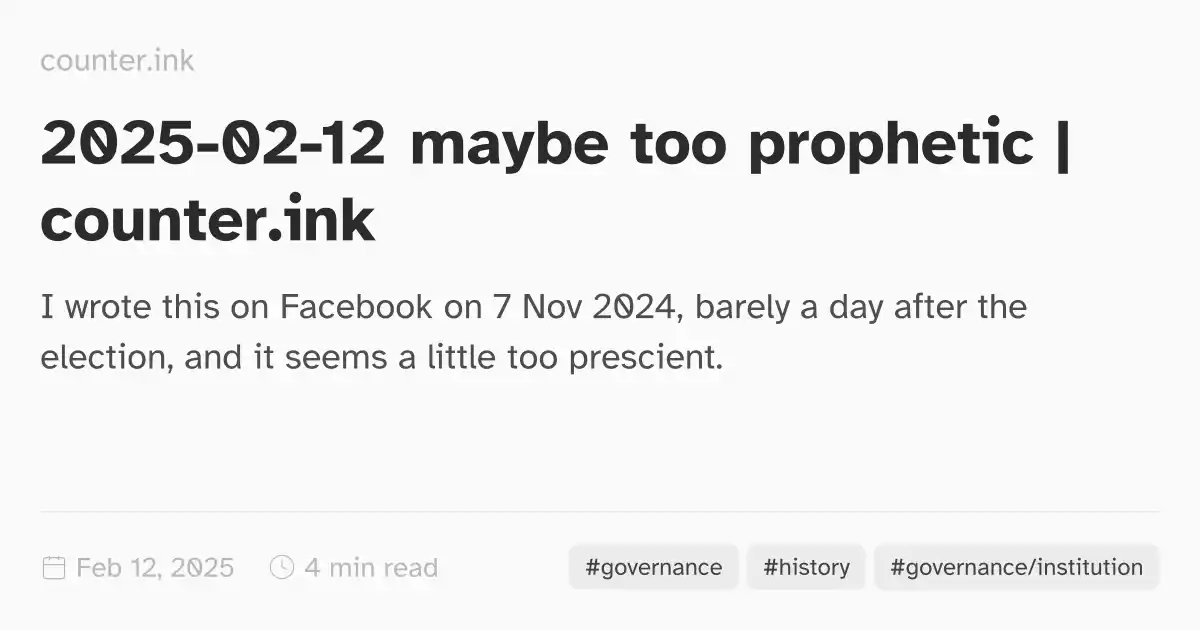 counter.ink
2025-02-12 maybe too prophetic |
counter.ink
I wrote this on Facebook on 7 Nov 2024, barely a day after the
election, and it seems a little too prescient.
Feb 12, 2025 4 min read #governance #history #governance/institution